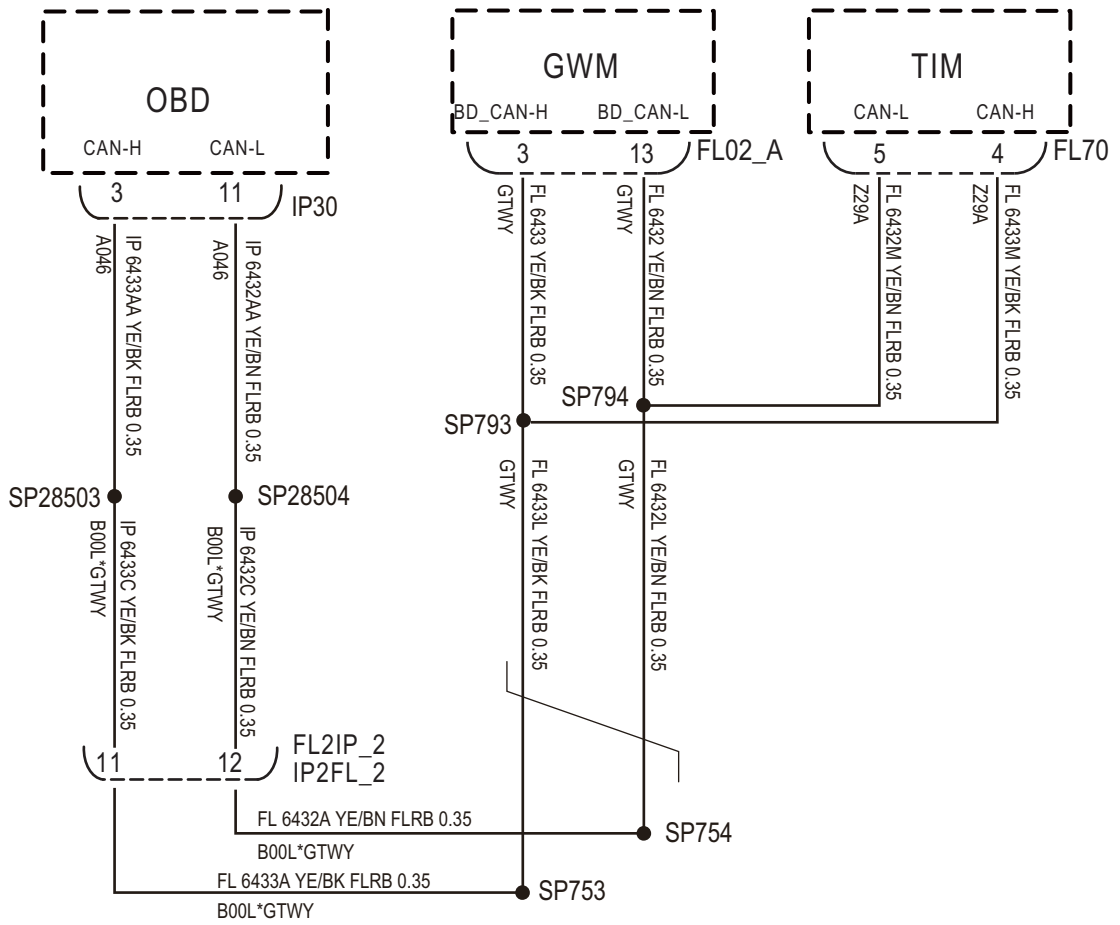 OBD
CAN-H
CAN-L
3
11
IP30
GWM
BD_CAN-H
BD_CAN-L
3
13
FL02_A
TIM
CAN-L
CAN-H
5
4
FL70
A046
IP 6433AA YE/BK FLRB 0.35
A046
IP 6432AA YE/BN FLRB 0.35
GTWY
FL 6433 YE/BK FLRB 0.35
GTWY
FL 6432 YE/BN FLRB 0.35
Z29A
FL 6432M YE/BN FLRB 0.35
Z29A
FL 6433M YE/BK FLRB 0.35
SP794
SP793
SP28503
SP28504
B00L*GTWY
IP 6433C YE/BK FLRB 0.35
B00L*GTWY
IP 6432C YE/BN FLRB 0.35
GTWY
FL 6433L YE/BK FLRB 0.35
GTWY
FL 6432L YE/BN FLRB 0.35
11
12
FL2IP_2
IP2FL_2
FL 6432A YE/BN FLRB 0.35
B00L*GTWY
SP754
FL 6433A YE/BK FLRB 0.35
B00L*GTWY
SP753